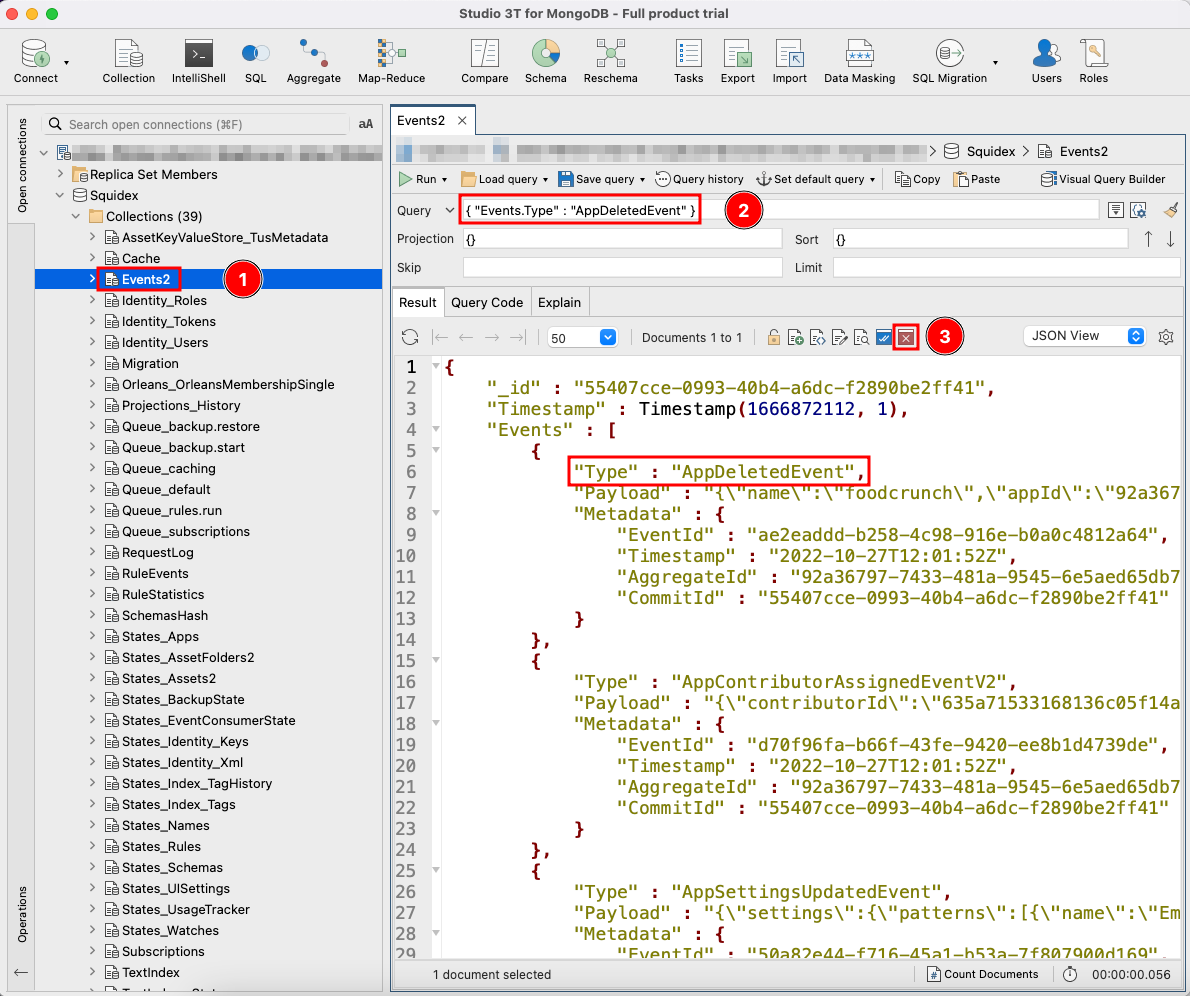 Studio 3T for MongoDB - Full product trial
Connect Collection IntelliShell SQL Aggregate Map-Reduce Compare Schema Reschema Tasks Export Import Data Masking SQL Migration Users Roles
Open connections
Search open connections (⌘F) aA
Replica Set Members
Squidex
Collections (39)
AssetKeyValueStore_TusMetadata
Cache
Events2 1
Identity_Roles
Identity_Tokens
Identity_Users
Migration
Orleans_OrleansMembershipSingle
Projections_History
Queue_backup.restore
Queue_backup.start
Queue_caching
Queue_default
Queue_rules.run
Queue_subscriptions
RequestLog
RuleEvents
RuleStatistics
SchemasHash
States_Apps
States_AssetFolders2
States_Assets2
States_BackupState
States_EventConsumerState
States_Identity_Keys
States_Identity_Xml
States_Index_TagHistory
States_Index_Tags
States_Names
States_Rules
States_Schemas
States_UISettings
States_UsageTracker
States_Watches
Subscriptions
TextIndex
Operations
Events2
Squidex > Events2
Run Load query Save query Query history Set default query Copy Paste Visual Query Builder
Query { "Events.Type" : "AppDeletedEvent" } 2
Projection {} Sort {}
Skip Limit
Result Query Code Explain
50 Documents 1 to 1 3 JSON View
1 {
2 "_id" : "55407cce-0993-40b4-a6dc-f2890be2ff41",
3 "Timestamp" : Timestamp(1666872112, 1),
4 "Events" : [
5 {
6 "Type" : "AppDeletedEvent",
7 "Payload" : "{\"name\":\"foodcrunch\",\"appId\":\"92a367
8 "Metadata" : {
9 "EventId" : "ae2eaddd-b258-4c98-916e-b0a0c4812a64",
10 "Timestamp" : "2022-10-27T12:01:52Z",
11 "AggregateId" : "92a36797-7433-481a-9545-6e5aed65db7
12 "CommitId" : "55407cce-0993-40b4-a6dc-f2890be2ff41"
13 }
14 },
15 {
16 "Type" : "AppContributorAssignedEventV2",
17 "Payload" : "{\"contributorId\":\"635a71533168136c05f14a
18 "Metadata" : {
19 "EventId" : "d70f96fa-b66f-43fe-9420-ee8b1d4739de",
20 "Timestamp" : "2022-10-27T12:01:52Z",
21 "AggregateId" : "92a36797-7433-481a-9545-6e5aed65db7
22 "CommitId" : "55407cce-0993-40b4-a6dc-f2890be2ff41"
23 }
24 },
25 {
26 "Type" : "AppSettingsUpdatedEvent",
27 "Payload" : "{\"settings\":{\"patterns\":[{\"name\":\"Em
28 "Metadata" : {
29 "EventId" : "50a82e44-f716-45a1-b53a-7f807900d169",
1 document selected Count Documents 00:00:00.056